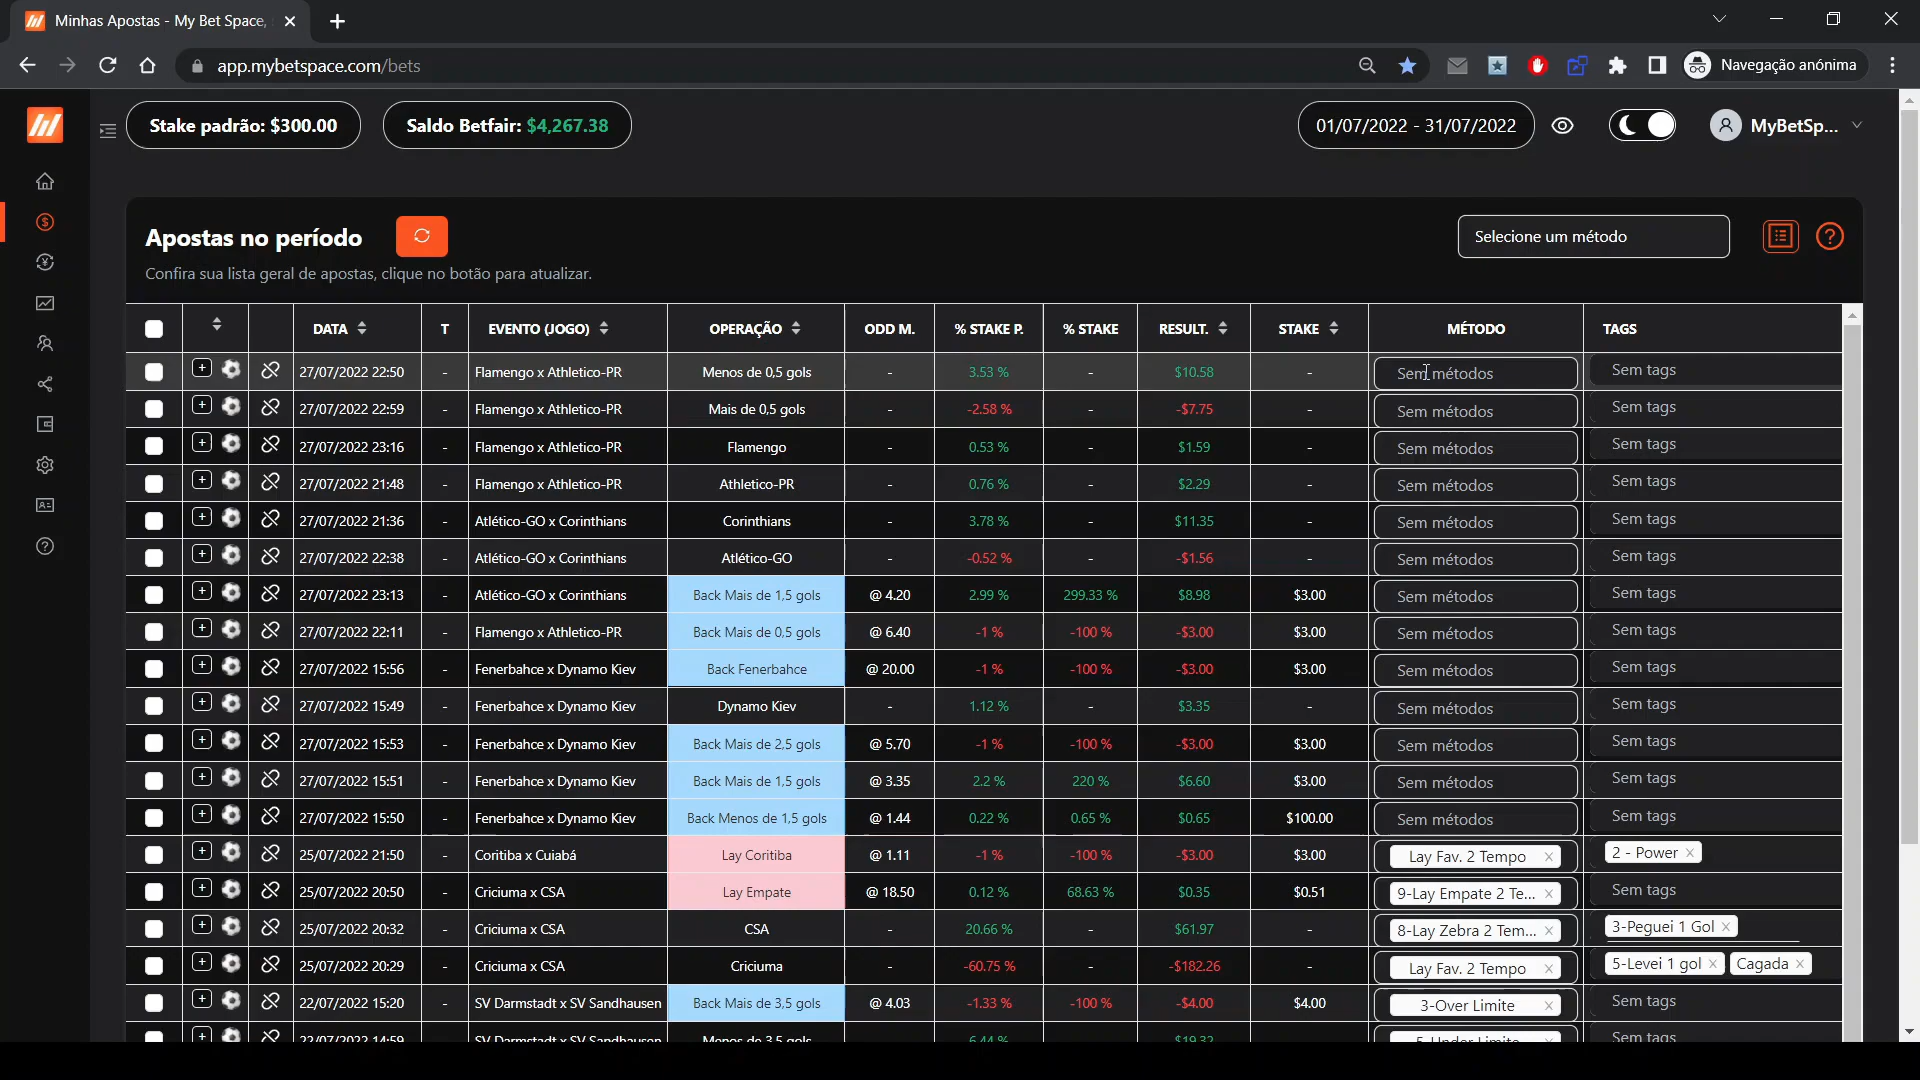 Minhas Apostas - My Bet Space,
app.mybetspace.com/bets
Navegação anónima
Stake padrão: $300.00
Saldo Betfair: $4,267.38
01/07/2022 - 31/07/2022
MyBetSp...
Apostas no período
Confira sua lista geral de apostas, clique no botão para atualizar.
Selecione um método
DATA T EVENTO (JOGO) OPERAÇÃO ODD M. % STAKE P. % STAKE RESULT. STAKE MÉTODO TAGS
27/07/2022 22:50 - Flamengo x Athletico-PR Menos de 0,5 gols - 3.53 % - $10.58 - Sem métodos Sem tags
27/07/2022 22:59 - Flamengo x Athletico-PR Mais de 0,5 gols - -2.58 % - -$7.75 - Sem métodos Sem tags
27/07/2022 23:16 - Flamengo x Athletico-PR Flamengo - 0.53 % - $1.59 - Sem métodos Sem tags
27/07/2022 21:48 - Flamengo x Athletico-PR Athletico-PR - 0.76 % - $2.29 - Sem métodos Sem tags
27/07/2022 21:36 - Atlético-GO x Corinthians Corinthians - 3.78 % - $11.35 - Sem métodos Sem tags
27/07/2022 22:38 - Atlético-GO x Corinthians Atlético-GO - -0.52 % - -$1.56 - Sem métodos Sem tags
27/07/2022 23:13 - Atlético-GO x Corinthians Back Mais de 1,5 gols @ 4.20 2.99 % 299.33 % $8.98 $3.00 Sem métodos Sem tags
27/07/2022 22:11 - Flamengo x Athletico-PR Back Mais de 0,5 gols @ 6.40 -1 % -100 % -$3.00 $3.00 Sem métodos Sem tags
27/07/2022 15:56 - Fenerbahce x Dynamo Kiev Back Fenerbahce @ 20.00 -1 % -100 % -$3.00 $3.00 Sem métodos Sem tags
27/07/2022 15:49 - Fenerbahce x Dynamo Kiev Dynamo Kiev - 1.12 % - $3.35 - Sem métodos Sem tags
27/07/2022 15:53 - Fenerbahce x Dynamo Kiev Back Mais de 2,5 gols @ 5.70 -1 % -100 % -$3.00 $3.00 Sem métodos Sem tags
27/07/2022 15:51 - Fenerbahce x Dynamo Kiev Back Mais de 1,5 gols @ 3.35 2.2 % 220 % $6.60 $3.00 Sem métodos Sem tags
27/07/2022 15:50 - Fenerbahce x Dynamo Kiev Back Menos de 1,5 gols @ 1.44 0.22 % 0.65 % $0.65 $100.00 Sem métodos Sem tags
25/07/2022 21:50 - Coritiba x Cuiabá Lay Coritiba @ 1.11 -1 % -100 % -$3.00 $3.00 Lay Fav. 2 Tempo 2 - Power
25/07/2022 20:50 - Criciuma x CSA Lay Empate @ 18.50 0.12 % 68.63 % $0.35 $0.51 9-Lay Empate 2 Te... Sem tags
25/07/2022 20:32 - Criciuma x CSA CSA - 20.66 % - $61.97 - 8-Lay Zebra 2 Tem... 3-Peguei 1 Gol
25/07/2022 20:29 - Criciuma x CSA Criciuma - -60.75 % - -$182.26 - Lay Fav. 2 Tempo 5-Levei 1 gol Cagada
22/07/2022 15:20 - SV Darmstadt x SV Sandhausen Back Mais de 3,5 gols @ 4.03 -1.33 % -100 % -$4.00 $4.00 3-Over Limite Sem tags
22/07/2022 14:59 - SV Darmstadt x SV Sandhausen Menos de 3,5 gols - 6.44 % - $19.32 - 5-Under Limite Sem tags